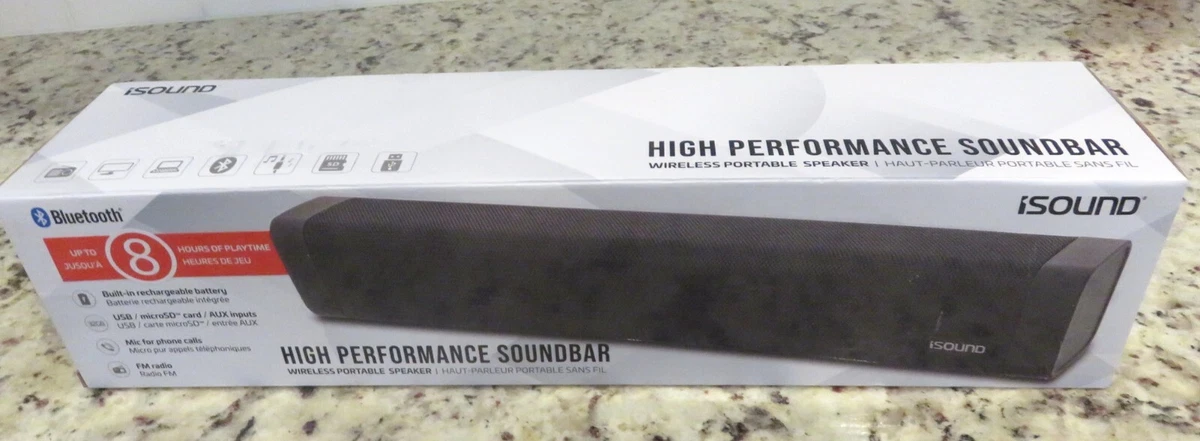 iSOUND
SD
HIGH PERFORMANCE SOUNDBAR
WIRELESS PORTABLE SPEAKER | HAUT-PARLEUR PORTABLE SANS FIL
Bluetooth®
iSOUND®
UP TO
JUSQU'À
8
HOURS OF PLAYTIME
HEURES DE JEU
Built-in rechargeable battery
Batterie rechargeable intégrée
USB / microSD™ card / AUX inputs
USB / carte microSD™ / entrée AUX
Mic for phone calls
Micro pur appels téléphoniques
FM radio
Radio FM
HIGH PERFORMANCE SOUNDBAR
WIRELESS PORTABLE SPEAKER | HAUT-PARLEUR PORTABLE SANS FIL
iSOUND